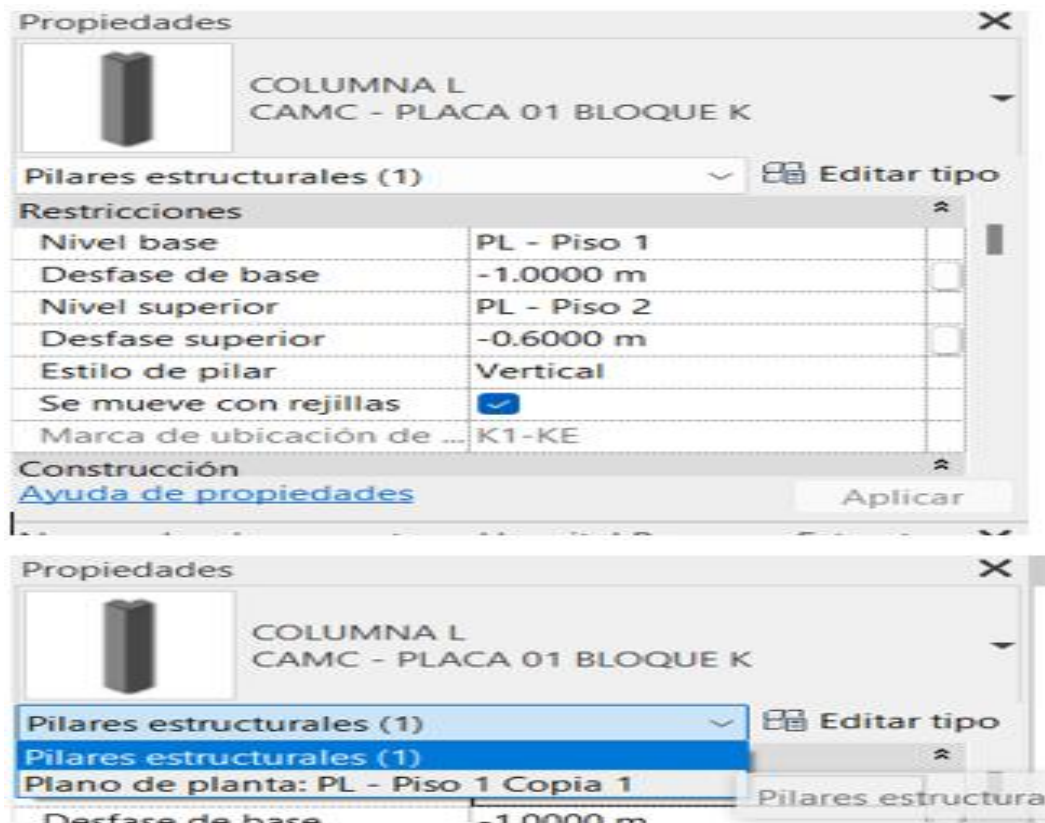 Propiedades
COLUMNA L
CAMC - PLACA 01 BLOQUE K
Pilares estructurales (1) Editar tipo
Restricciones
Nivel base PL - Piso 1
Desfase de base -1.0000 m
Nivel superior PL - Piso 2
Desfase superior -0.6000 m
Estilo de pilar Vertical
Se mueve con rejillas
Marca de ubicación de ... K1-KE
Construcción
Ayuda de propiedades Aplicar
Propiedades
COLUMNA L
CAMC - PLACA 01 BLOQUE K
Pilares estructurales (1) Editar tipo
Pilares estructurales (1)
Plano de planta: PL - Piso 1 Copia 1
Pilares estructura
Desfase de base -1.0000 m